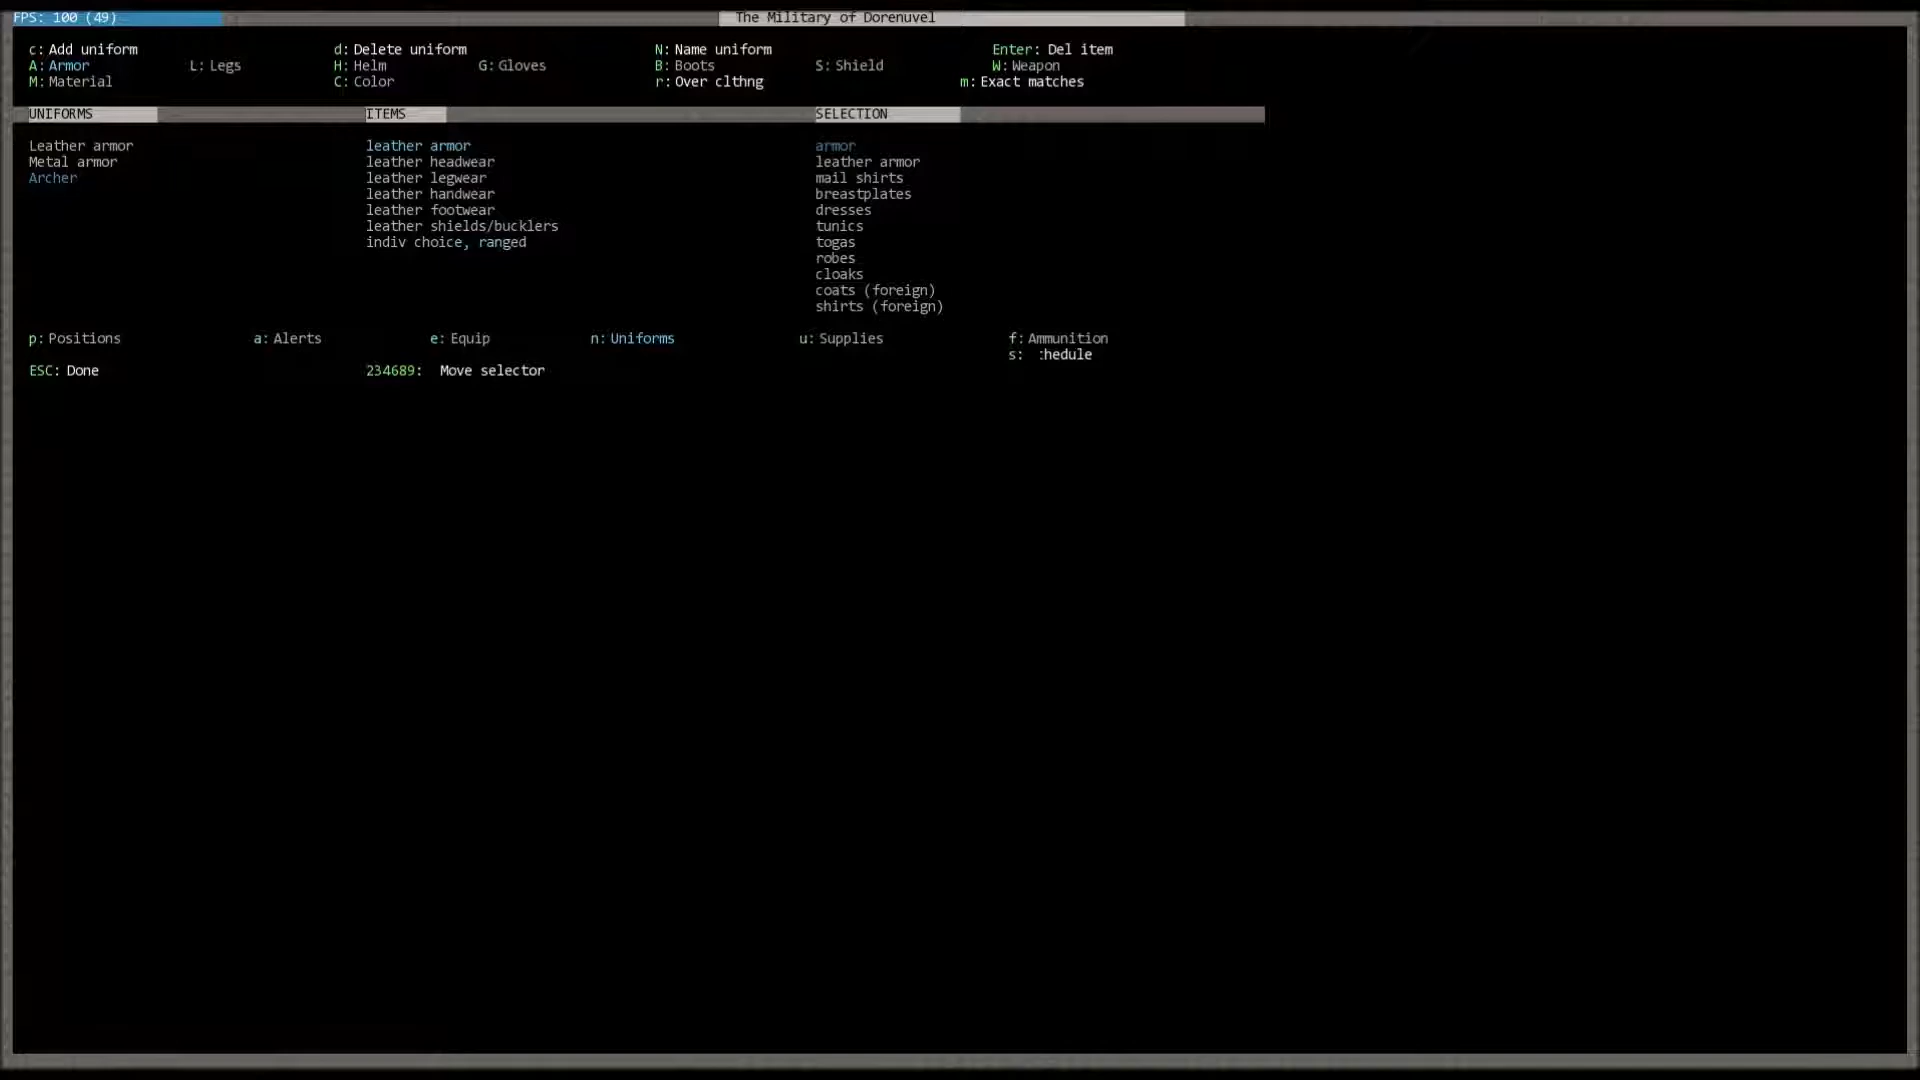 FPS: 100 (49) The Military of Dorenuvel
c: Add uniform d: Delete uniform N: Name uniform Enter: Del item
A: Armor L: Legs H: Helm G: Gloves B: Boots S: Shield W: Weapon
M: Material C: Color r: Over clthng m: Exact matches
UNIFORMS ITEMS SELECTION
Leather armor leather armor armor
Metal armor leather headwear leather armor
Archer leather legwear mail shirts
leather handwear breastplates
leather footwear dresses
leather shields/bucklers tunics
indiv choice, ranged togas
robes
cloaks
coats (foreign)
shirts (foreign)
p: Positions a: Alerts e: Equip n: Uniforms u: Supplies f: Ammunition
s: :hedule
ESC: Done 234689: Move selector